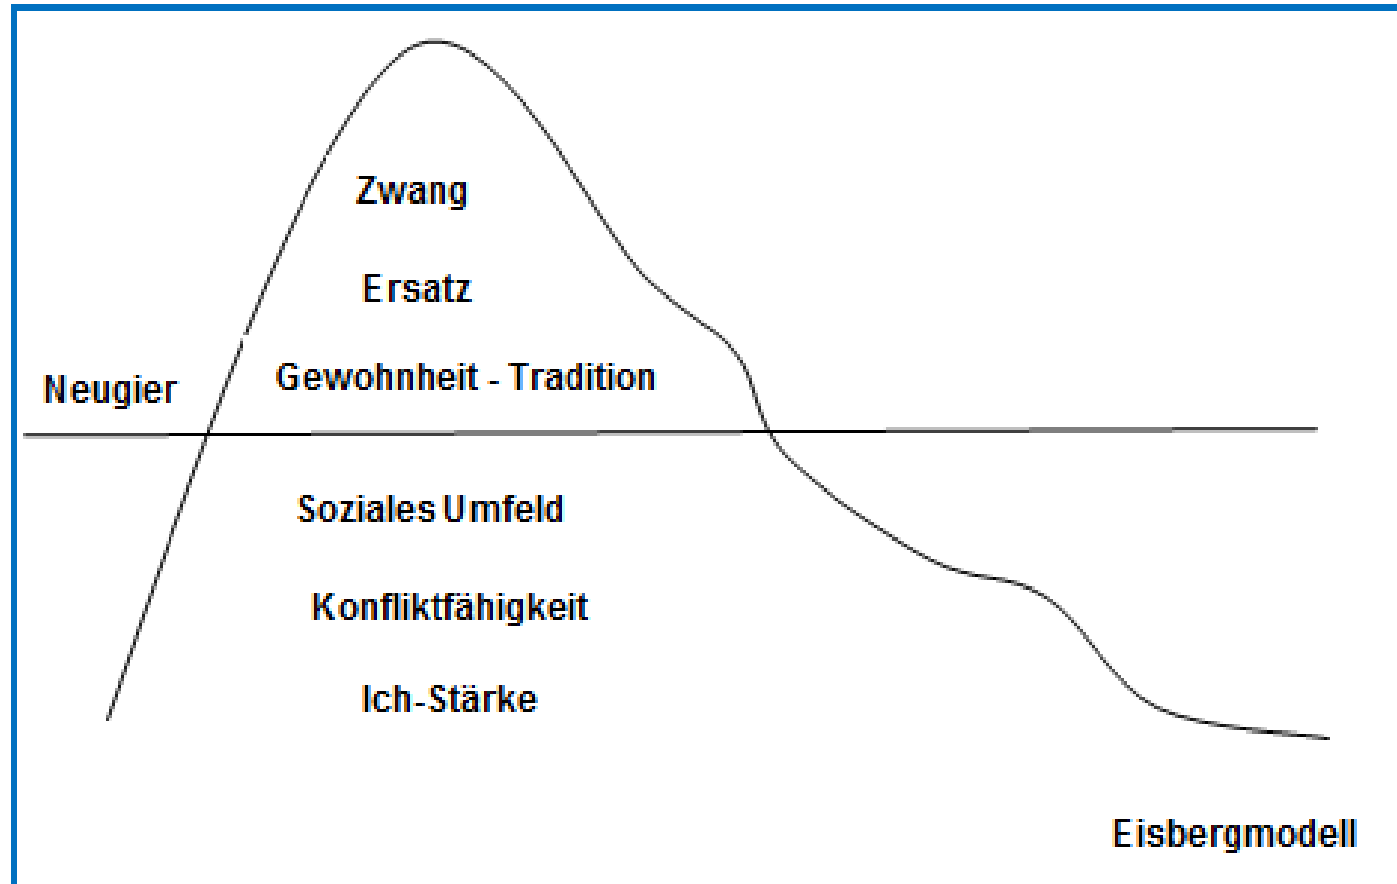 Zwang
Ersatz
Neugier
Gewohnheit - Tradition
Soziales Umfeld
Konfliktfähigkeit
Ich-Stärke
Eisbergmodell